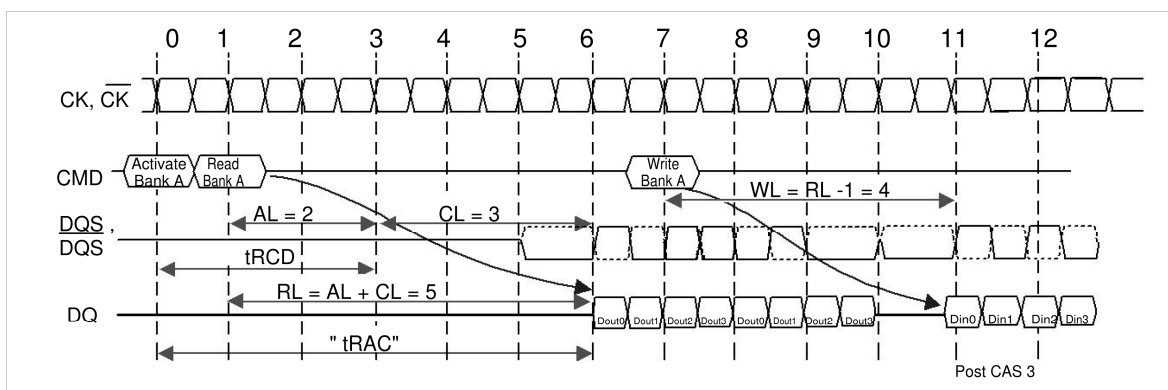 0 1 2 3 4 5 6 7 8 9 10 11 12
CK, CK
CMD
Activate
Bank A
Read
Bank A
Write
Bank A
WL = RL -1 = 4
DQS ,
DQS
AL = 2
CL = 3
tRCD
RL = AL + CL = 5
DQ
Dout0 Dout1 Dout2 Dout3 Dout0 Dout1 Dout2 Dout3
Din0 Din1 Din2 Din3
" tRAC"
Post CAS 3